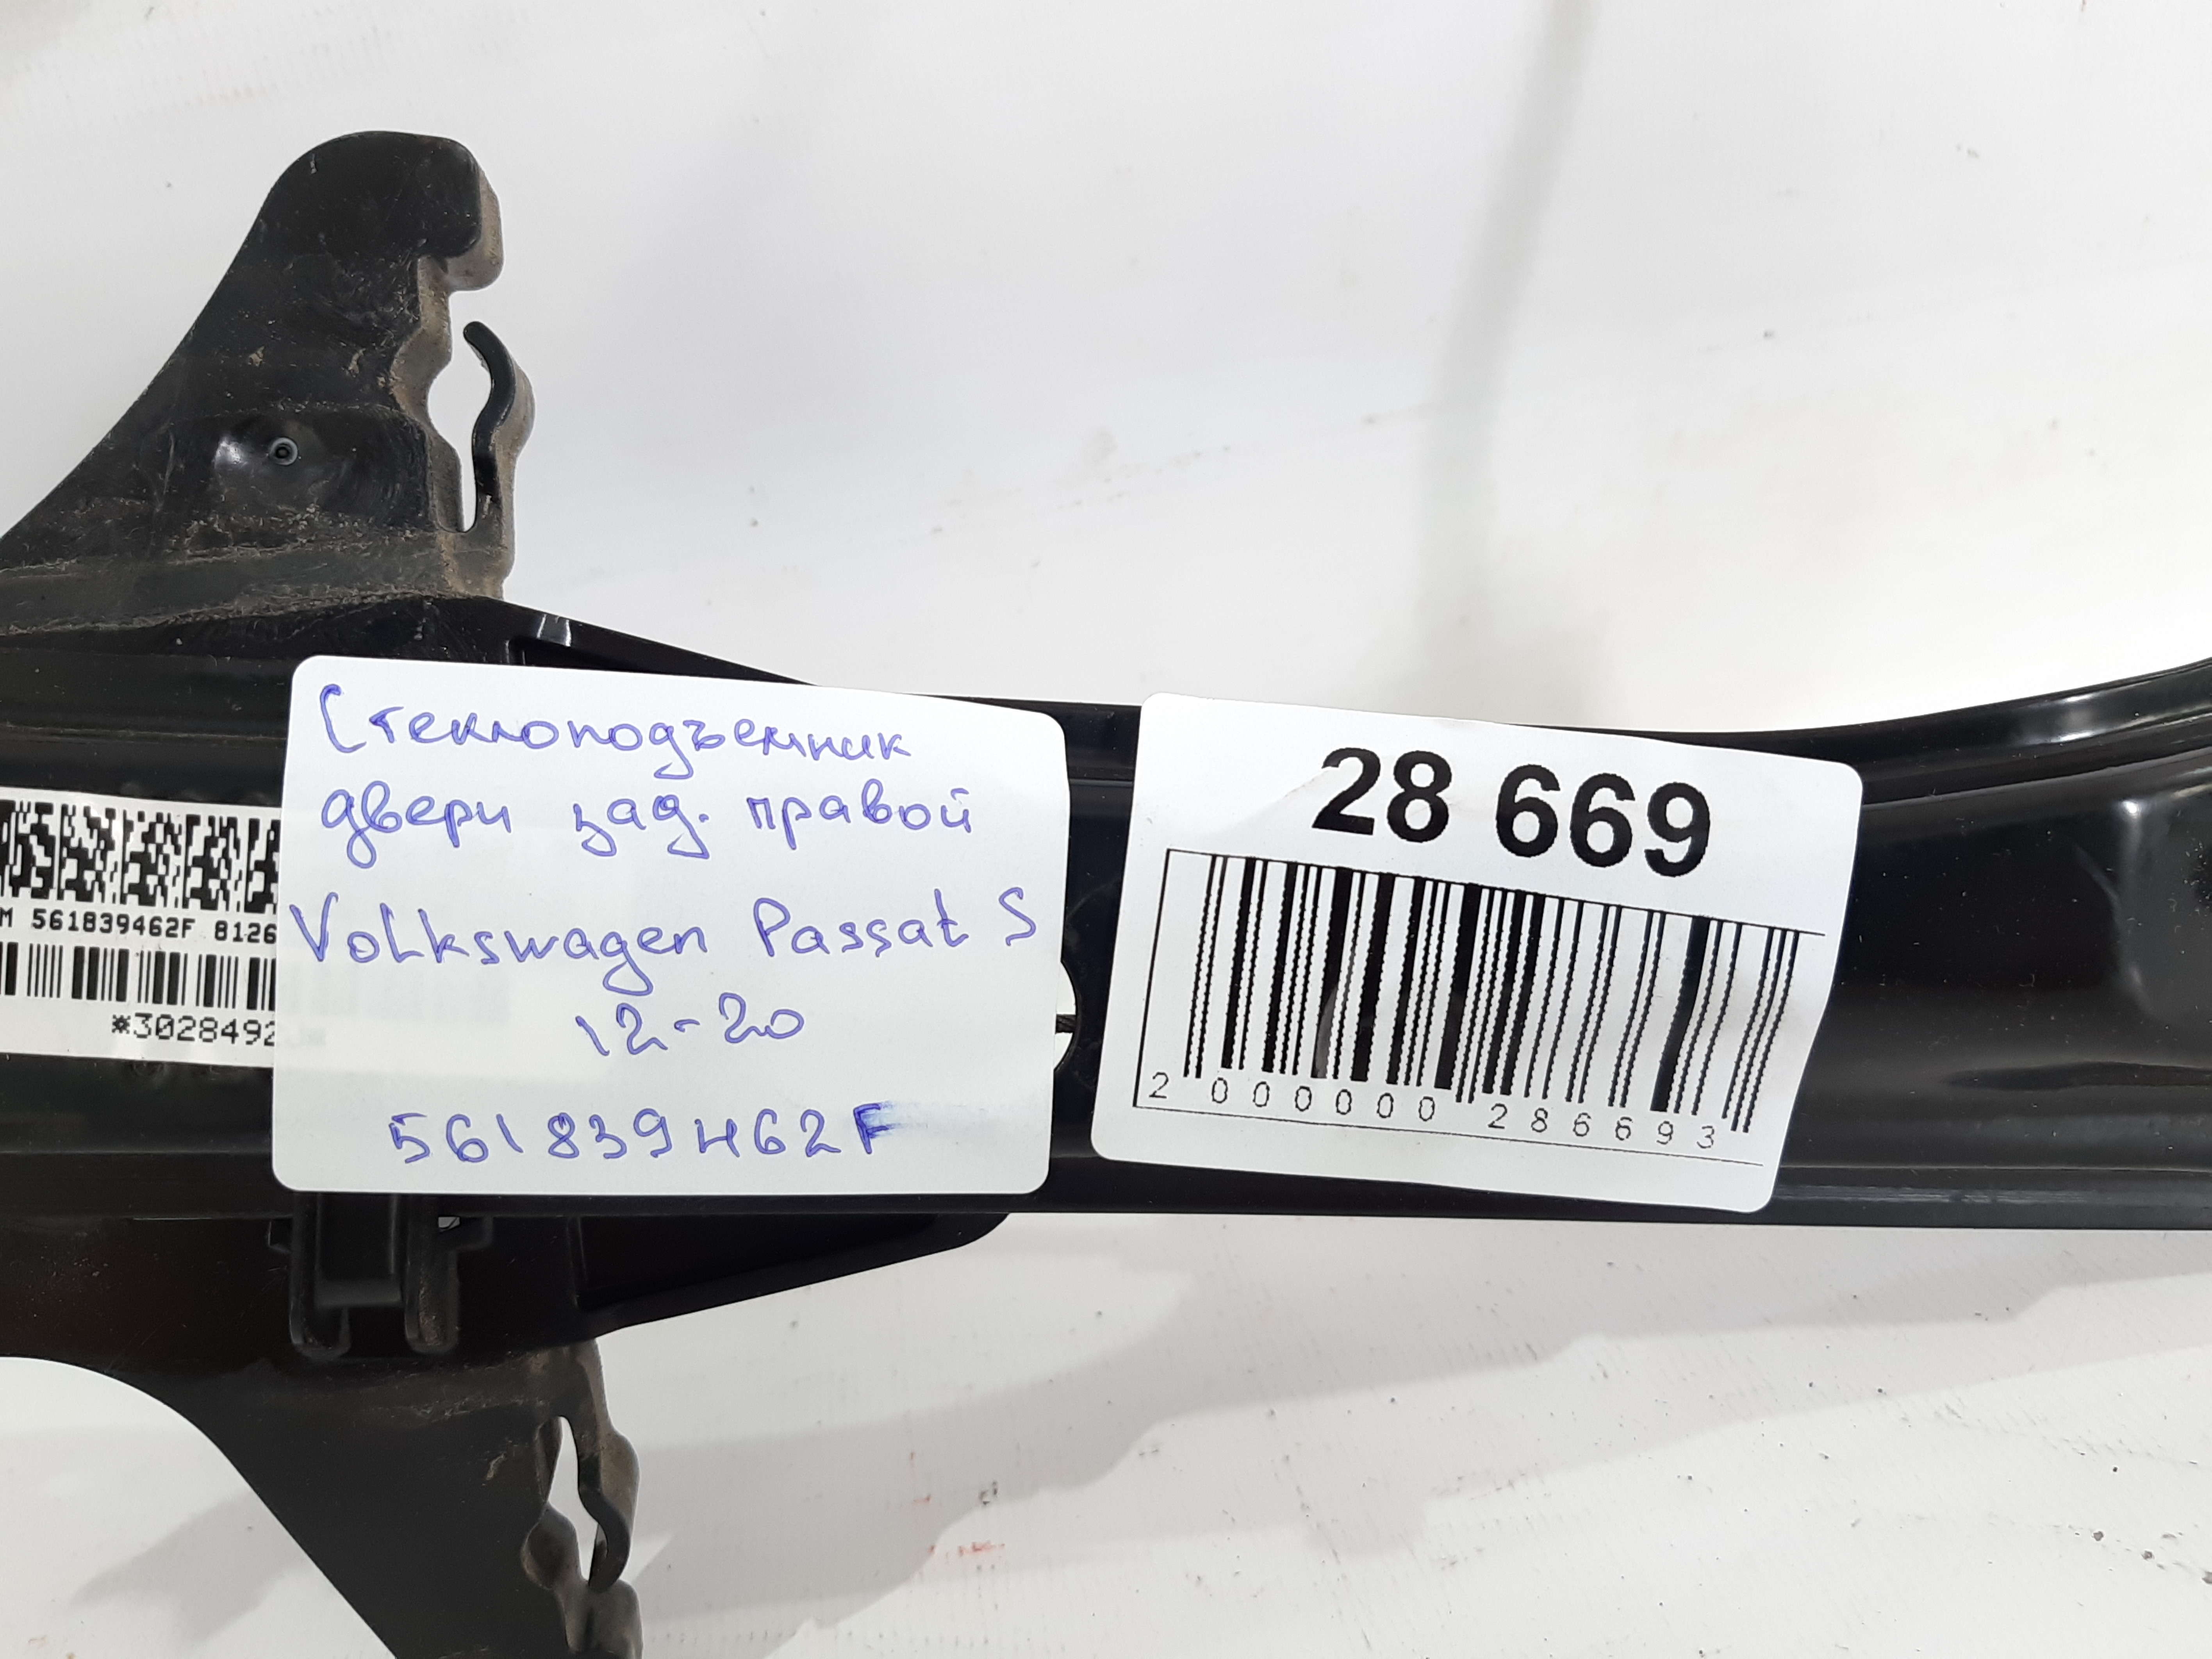 Стеклоподъемник
двери зад. правой
Volkswagen Passat S
12-20
561839462F
28 669
2 000000 286693
M 561839462F 8126
*3028492